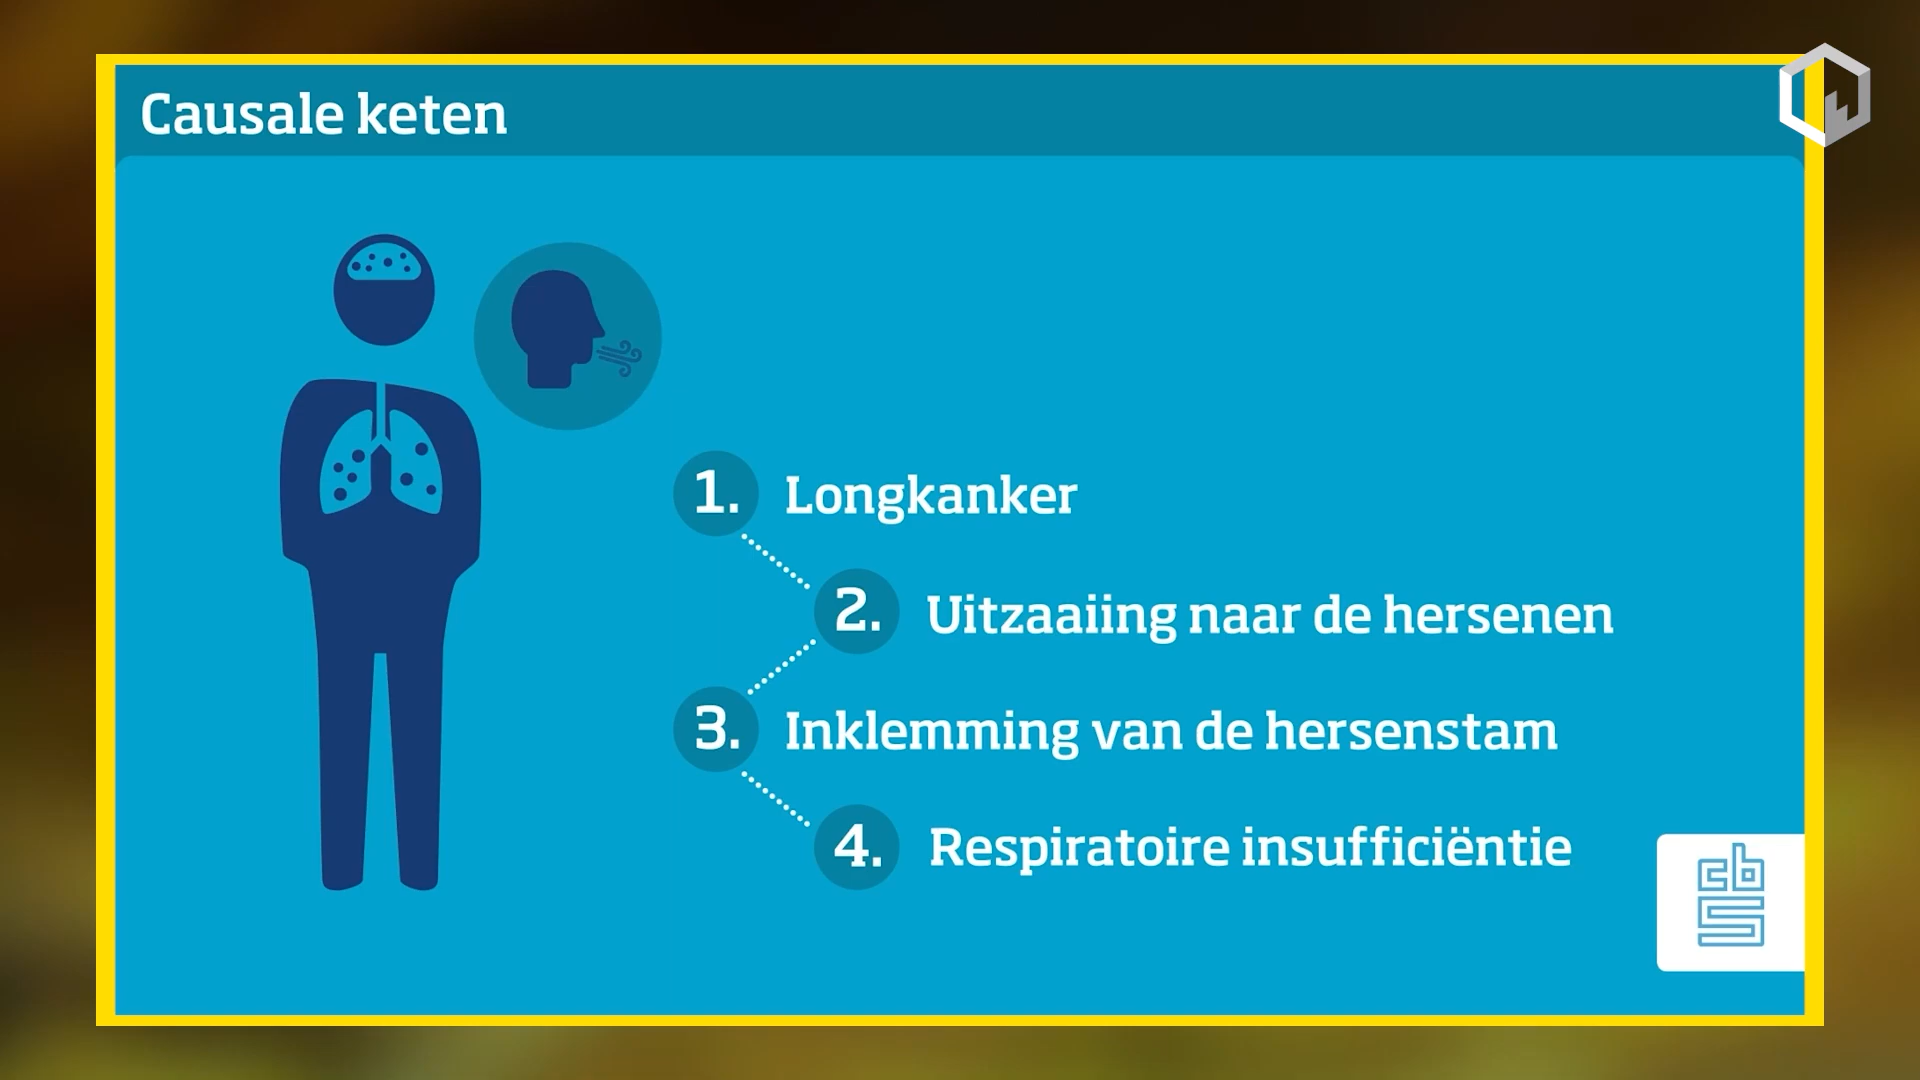 Causale keten
1. Longkanker
2. Uitzaaiing naar de hersenen
3. Inklemming van de hersenstam
4. Respiratoire insufficiëntie
cbs